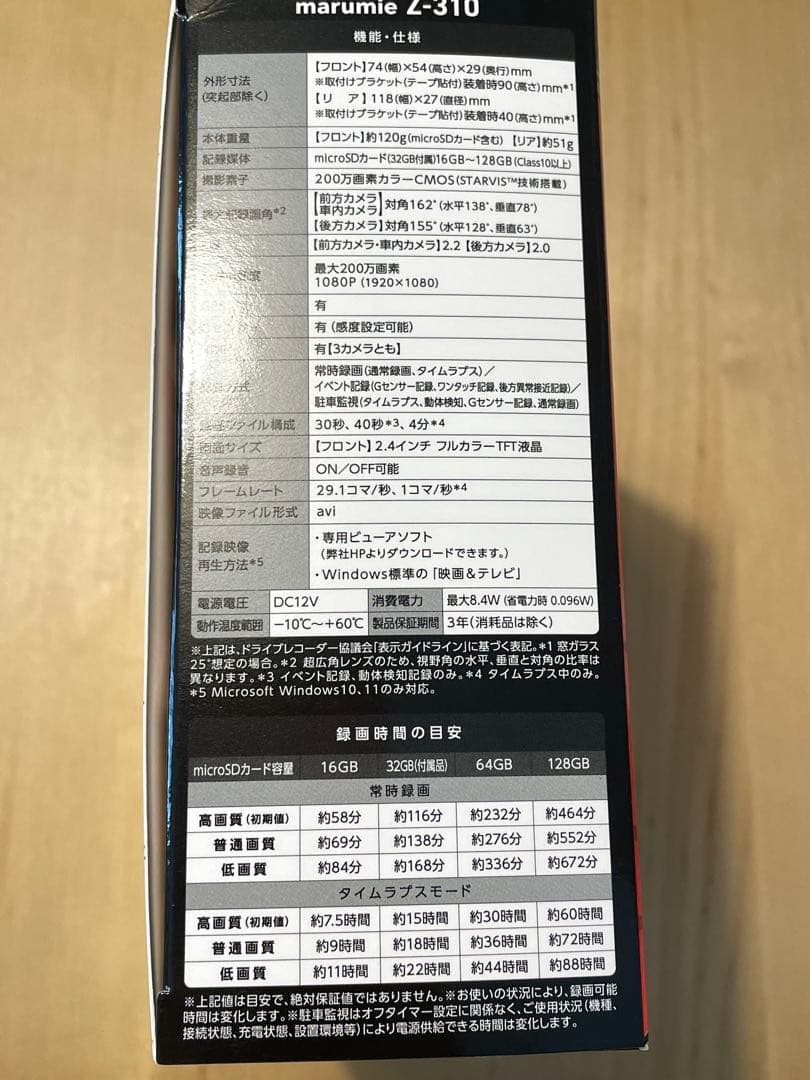 marumie Z-310
機能・仕様
外形寸法
(突起部除く)
【フロント】74(幅)×54(高さ)×29(奥行)mm
※取付けブラケット(テープ貼付)装着時90(高さ)mm*1
【リ ア】118(幅)×27(直径)mm
※取付けブラケット(テープ貼付)装着時40(高さ)mm*1
本体重量 【フロント】約120g(microSDカード含む) 【リア】約51g
記録媒体 microSDカード(32GB付属)16GB～128GB(Class10以上)
撮影素子 200万画素カラーCMOS(STARVIS™技術搭載)
最大記録画角*2
【前方カメラ 車内カメラ】対角162°(水平138°、垂直78°)
【後方カメラ】対角155°(水平128°、垂直63°)
【前方カメラ・車内カメラ】2.2 【後方カメラ】2.0
最大200万画素
1080P (1920×1080)
有
有(感度設定可能)
有【3カメラとも】
常時録画(通常録画、タイムラプス)／
イベント記録(Gセンサー記録、ワンタッチ記録、後方異常接近記録)／
駐車監視(タイムラプス、動体検知、Gセンサー記録、通常録画)
ファイル構成 30秒、40秒*3、4分*4
画面サイズ 【フロント】2.4インチ フルカラーTFT液晶
音声録音 ON／OFF可能
フレームレート 29.1コマ/秒、1コマ/秒*4
映像ファイル形式 avi
記録映像
再生方法*5
・専用ビューアソフト
(弊社HPよりダウンロードできます。)
・Windows標準の「映画＆テレビ」
電源電圧 DC12V 消費電力 最大8.4W (省電力時 0.096W)
動作温度範囲 −10℃～+60℃ 製品保証期間 3年(消耗品は除く)
※上記は、ドライブレコーダー協議会「表示ガイドライン」に基づく表記。*1 窓ガラス
25°想定の場合。*2 超広角レンズのため、視野角の水平、垂直と対角の比率は
異なります。*3 イベント記録、動体検知記録のみ。*4 タイムラプス中のみ。
*5 Microsoft Windows10、11のみ対応。
録画時間の目安
microSDカード容量 16GB 32GB(付属品) 64GB 128GB
常時録画
高画質(初期値) 約58分 約116分 約232分 約464分
普通画質 約69分 約138分 約276分 約552分
低画質 約84分 約168分 約336分 約672分
タイムラプスモード
高画質(初期値) 約7.5時間 約15時間 約30時間 約60時間
普通画質 約9時間 約18時間 約36時間 約72時間
低画質 約11時間 約22時間 約44時間 約88時間
※上記値は目安で、絶対保証値ではありません。※お使いの状況により、録画可能
時間は変化します。※駐車監視はオフタイマー設定に関係なく、ご使用状況(機種、
接続状態、充電状態、設置環境等)により電源供給できる時間は変化します。